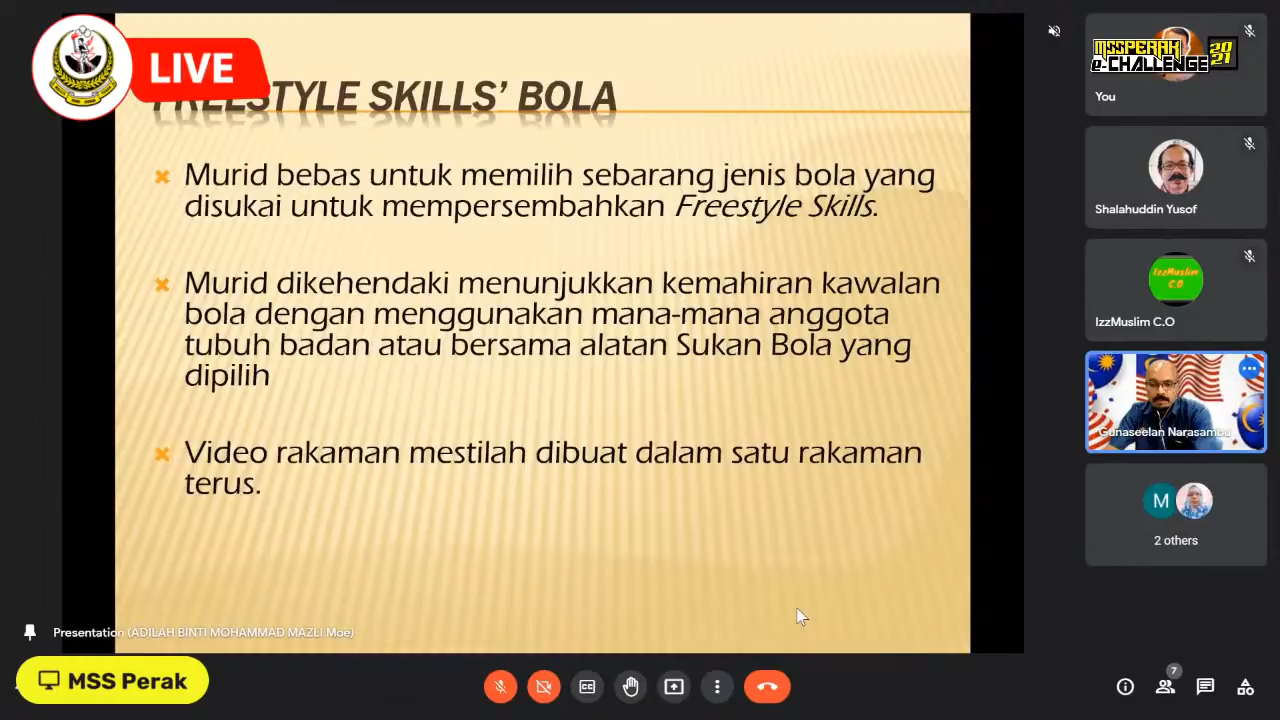 LIVE
FREESTYLE SKILLS' BOLA
Murid bebas untuk memilih sebarang jenis bola yang
disukai untuk mempersembahkan Freestyle Skills.
Murid dikehendaki menunjukkan kemahiran kawalan
bola dengan menggunakan mana-mana anggota
tubuh badan atau bersama alatan Sukan Bola yang
dipilih
Video rakaman mestilah dibuat dalam satu rakaman
terus.
Presentation (ADILAH BINTI MOHAMMAD MAZLI Moe)
MSS Perak
MSSPERAK
e-CHALLENGE
2021
You
Shalahuddin Yusof
IzzMuslim
C.O
IzzMuslim C.O
Gunaseelan Narasambu
M
2 others
7